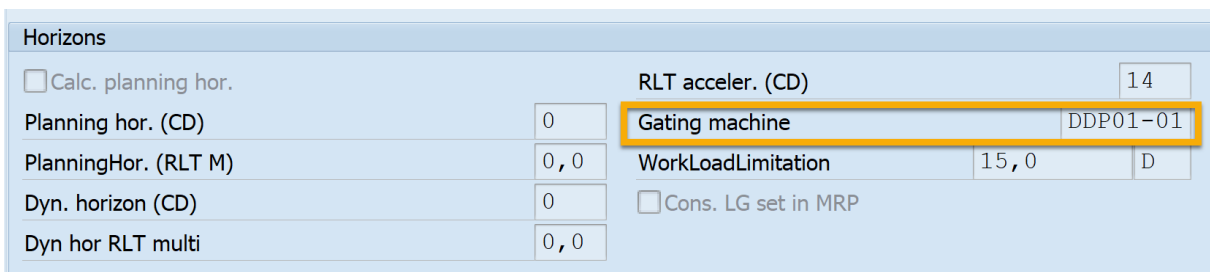 Horizons
Calc. planning hor.
RLT acceler. (CD) 14
Planning hor. (CD) 0
Gating machine DDP01-01
PlanningHor. (RLT M) 0,0
WorkLoadLimitation 15,0 D
Dyn. horizon (CD) 0
Cons. LG set in MRP
Dyn hor RLT multi 0,0